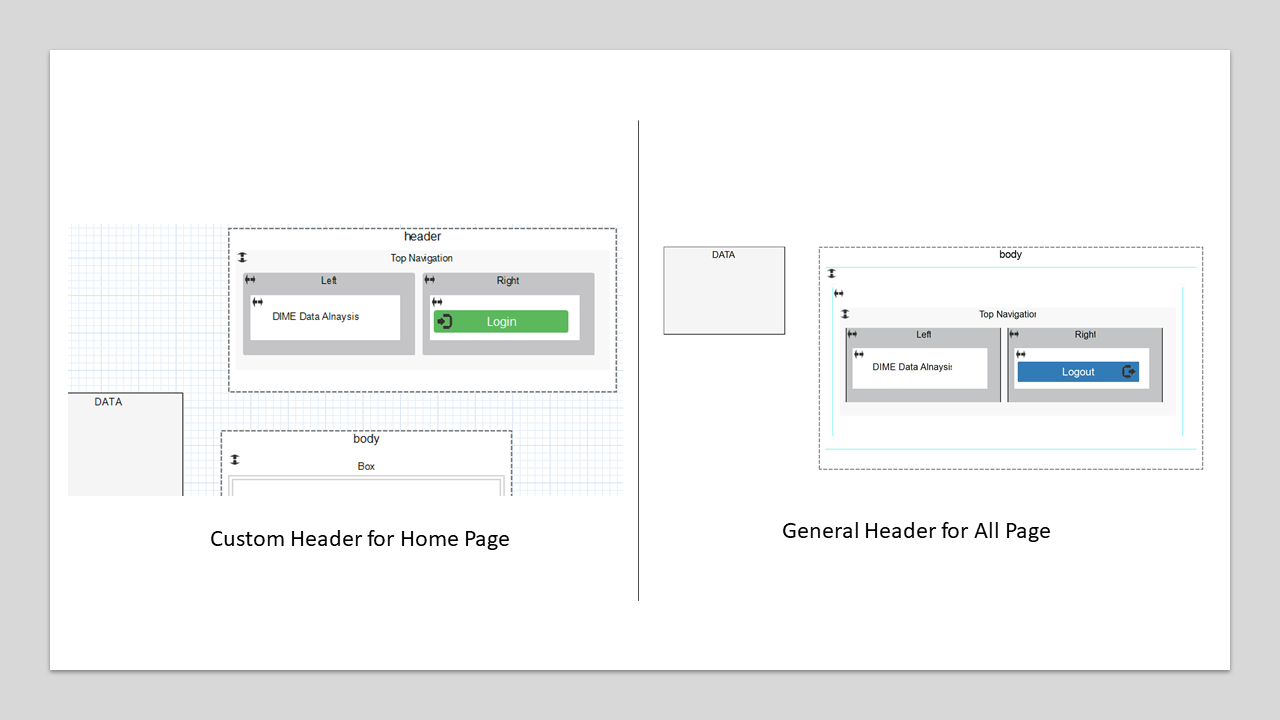 header
Top Navigation
Left
Right
DIME Data Alnaysis
Login
DATA
body
Box
Custom Header for Home Page
DATA
body
Top Navigation
Left
Right
DIME Data Alnaysis
Logout
General Header for All Page